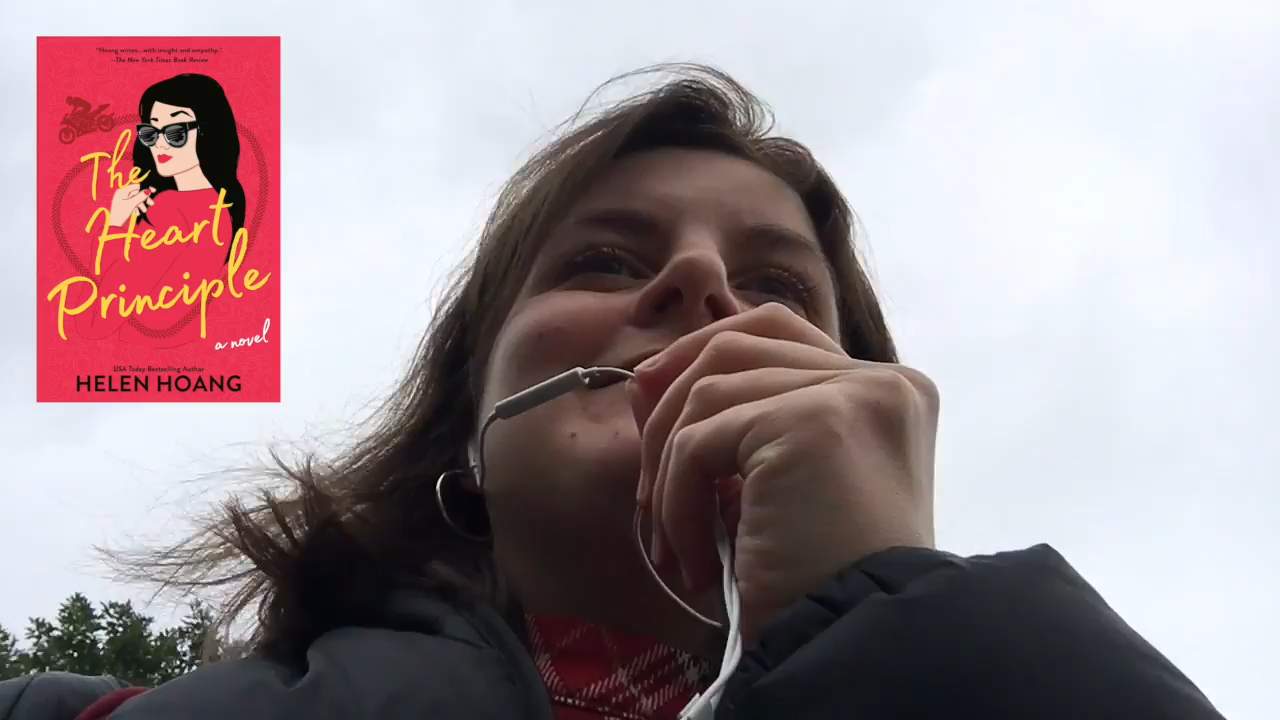 "Hoang writes...with insight and empathy."
—The New York Times Book Review
The
Heart
Principle
a novel
USA Today Bestselling Author
HELEN HOANG